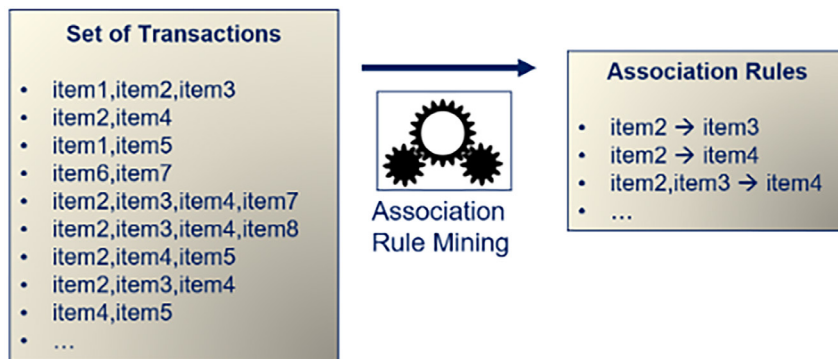 Set of Transactions
• item1,item2,item3
• item2,item4
• item1,item5
• item6,item7
• item2,item3,item4,item7
• item2,item3,item4,item8
• item2,item4,item5
• item2,item3,item4
• item4,item5
• ...
Association
Rule Mining
Association Rules
• item2 → item3
• item2 → item4
• item2,item3 → item4
• ...